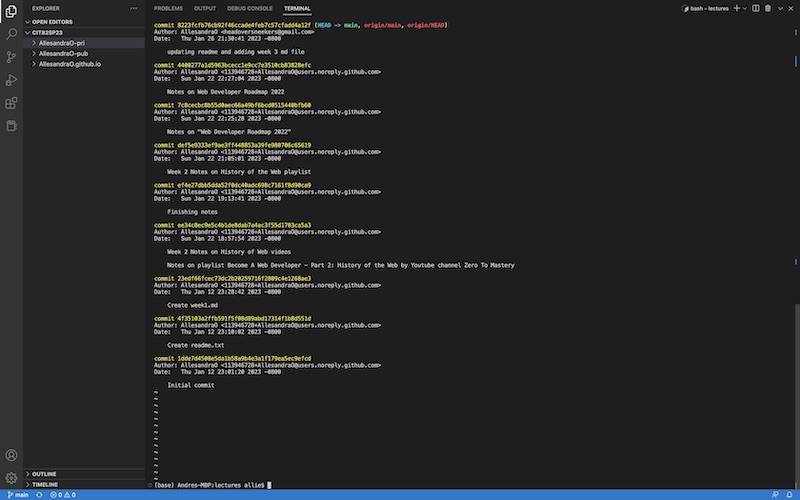 EXPLORER ...
PROBLEMS OUTPUT DEBUG CONSOLE TERMINAL
bash - lectures
OPEN EDITORS
CIT82SP23
AllesandraO-pri
AllesandraO-pub
AllesandraO.github.io
commit 8223fcfb76cb92f46ccade4feb7c57cfadd4a12f (HEAD -> main, origin/main, origin/HEAD)
Author: AllesandraO <headoversneekers@gmail.com>
Date: Thu Jan 26 21:30:41 2023 -0800
updating readme and adding week 3 md file
commit 4400277a1d5963bcecc1e9cc7e3510cb83828efc
Author: AllesandraO <113946728+AllesandraO@users.noreply.github.com>
Date: Sun Jan 22 22:27:04 2023 -0800
Notes on Web Developer Roadmap 2022
commit 7c8cecbc8b55d0aec66a49bf6bcd0515440bfb60
Author: AllesandraO <113946728+AllesandraO@users.noreply.github.com>
Date: Sun Jan 22 22:25:28 2023 -0800
Notes on "Web Developer Roadmap 2022"
commit def5e9333ef9ae3ff448853a39fe980706c65619
Author: AllesandraO <113946728+AllesandraO@users.noreply.github.com>
Date: Sun Jan 22 21:05:01 2023 -0800
Week 2 Notes on History of the Web playlist
commit ef4e27dbb5dda52f0dc40adc698c7161f8d90ca9
Author: AllesandraO <113946728+AllesandraO@users.noreply.github.com>
Date: Sun Jan 22 19:13:41 2023 -0800
Finishing notes
commit ee34c8ec9e5c4b1de8dab7a4ac3f55d1703ca5a3
Author: AllesandraO <113946728+AllesandraO@users.noreply.github.com>
Date: Sun Jan 22 18:57:54 2023 -0800
Week 2 Notes on History of Web videos
Notes on playlist Become A Web Developer - Part 2: History of the Web by Youtube channel Zero To Mastery
commit 23edf66fcec73dc2b20259716f2809c4e1268ae3
Author: AllesandraO <113946728+AllesandraO@users.noreply.github.com>
Date: Thu Jan 12 23:28:42 2023 -0800
Create week1.md
commit 4f35103a2ffb591f5f08d89abd17314f1b8d551d
Author: AllesandraO <113946728+AllesandraO@users.noreply.github.com>
Date: Thu Jan 12 23:10:02 2023 -0800
Create readme.txt
commit 1dde7d4508e5da1b58a9b4e3a1f179ea5ec9efcd
Author: AllesandraO <113946728+AllesandraO@users.noreply.github.com>
Date: Thu Jan 12 23:01:20 2023 -0800
Initial commit
~
~
~
~
~
~
~
~
~
~
~
~
~
~
OUTLINE
TIMELINE
(base) Andres-MBP:lectures allie$
main 0 0